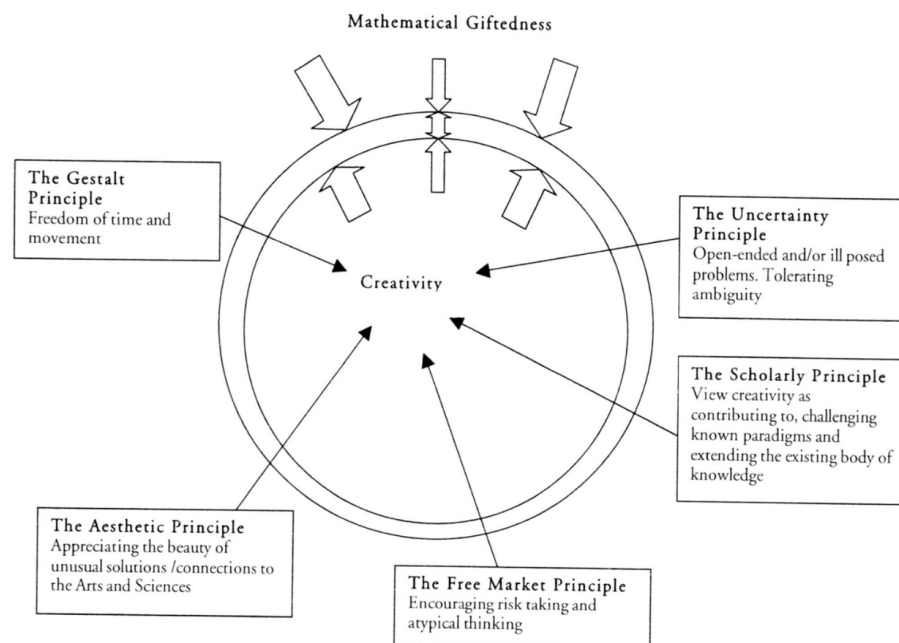 Mathematical Giftedness
The Gestalt
Principle
Freedom of time and
movement
The Uncertainty
Principle
Open-ended and/or ill posed
problems. Tolerating
ambiguity
Creativity
The Scholarly Principle
View creativity as
contributing to, challenging
known paradigms and
extending the existing body of
knowledge
The Aesthetic Principle
Appreciating the beauty of
unusual solutions /connections to
the Arts and Sciences
The Free Market Principle
Encouraging risk taking and
atypical thinking